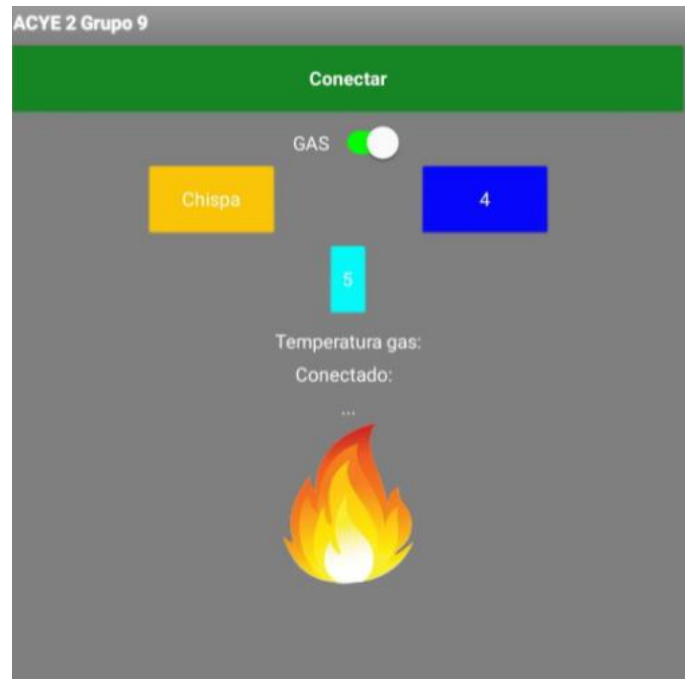 ACYE 2 Grupo 9
Conectar
GAS
Chispa 4
5
Temperatura gas:
Conectado:
...